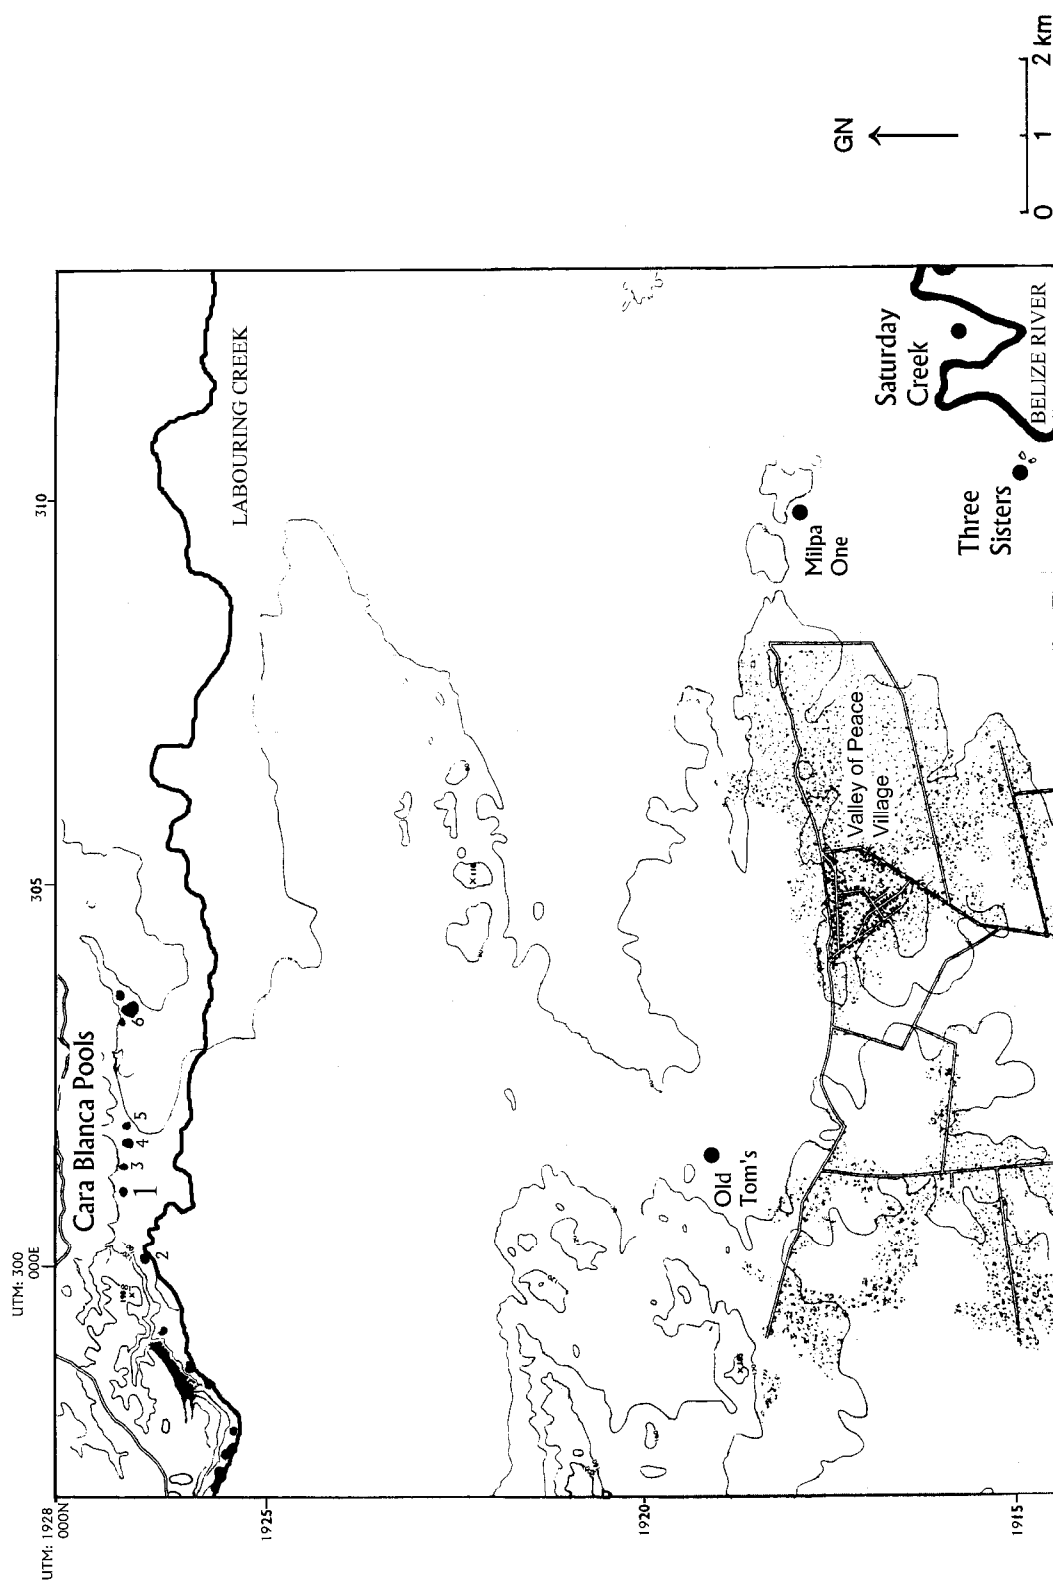 UTM: 1928
000N
UTM: 300
000E
305
310
1925
1920
1915
Cara Blanca Pools
2
1
3
4
5
6
LABOURING CREEK
Old
Tom's
Valley of Peace
Village
Milpa
One
Three
Sisters
Saturday
Creek
BELIZE RIVER
GN
0
1
2 km